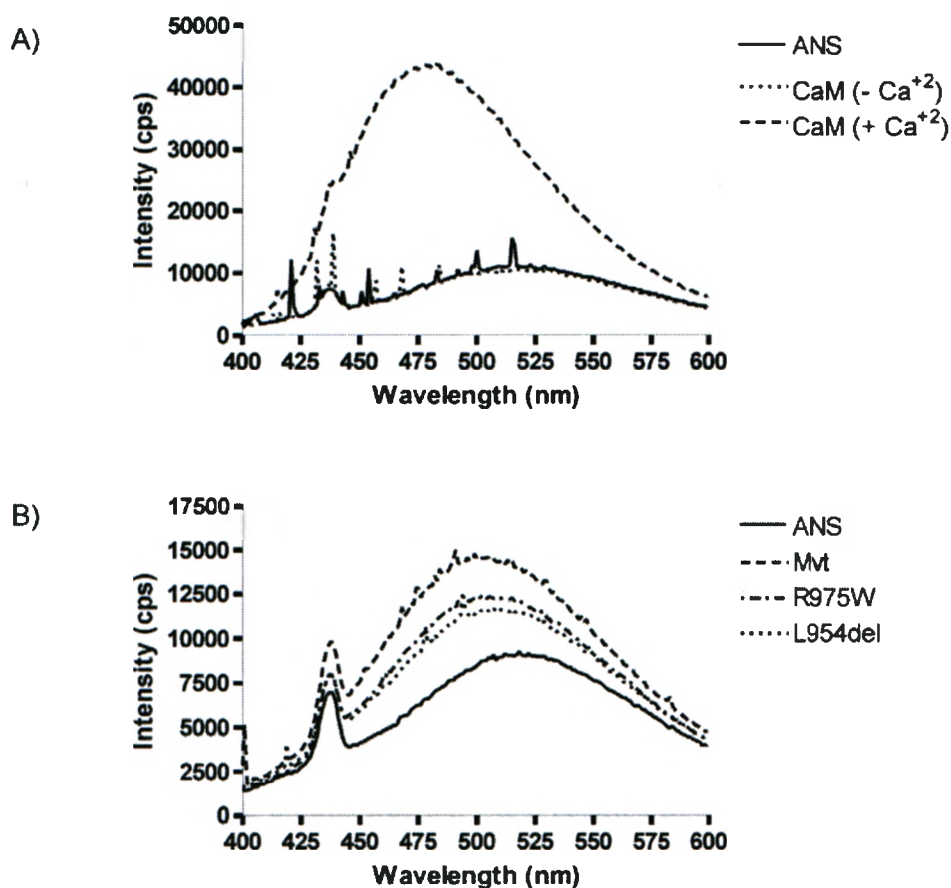 A)
50000
40000
30000
20000
10000
0
Intensity (cps)
400 425 450 475 500 525 550 575 600
Wavelength (nm)
ANS
CaM (- Ca+2)
CaM (+ Ca+2)
B)
17500
15000
12500
10000
7500
5000
2500
0
Intensity (cps)
400 425 450 475 500 525 550 575 600
Wavelength (nm)
ANS
Mvt
R975W
L954del